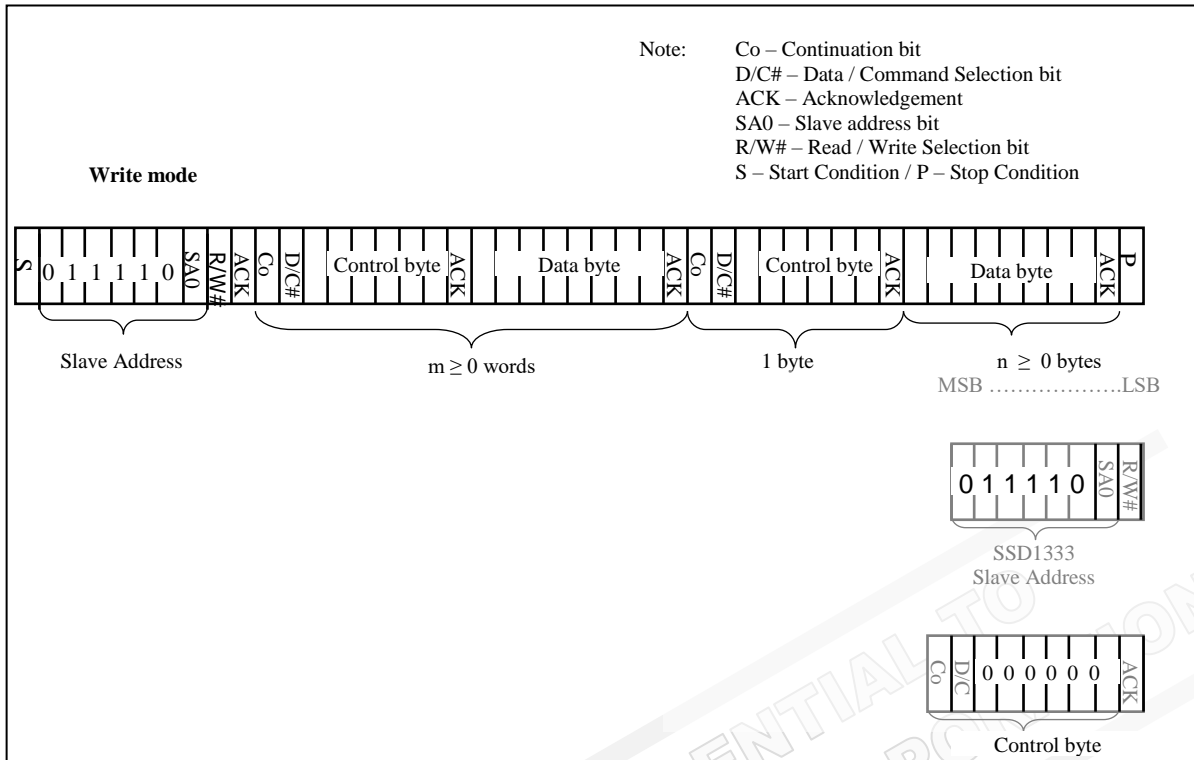 Note: Co – Continuation bit
D/C# – Data / Command Selection bit
ACK – Acknowledgement
SA0 – Slave address bit
R/W# – Read / Write Selection bit
S – Start Condition / P – Stop Condition
Write mode
S 0 1 1 1 1 0 SA0 R/W# ACK Co D/C# Control byte ACK Data byte ACK Co D/C# Control byte ACK Data byte ACK P
Slave Address m ≥ 0 words 1 byte n ≥ 0 bytes
MSB ………………….LSB
0 1 1 1 1 0 SA0 R/W#
SSD1333
Slave Address
Co D/C 0 0 0 0 0 0 ACK
Control byte